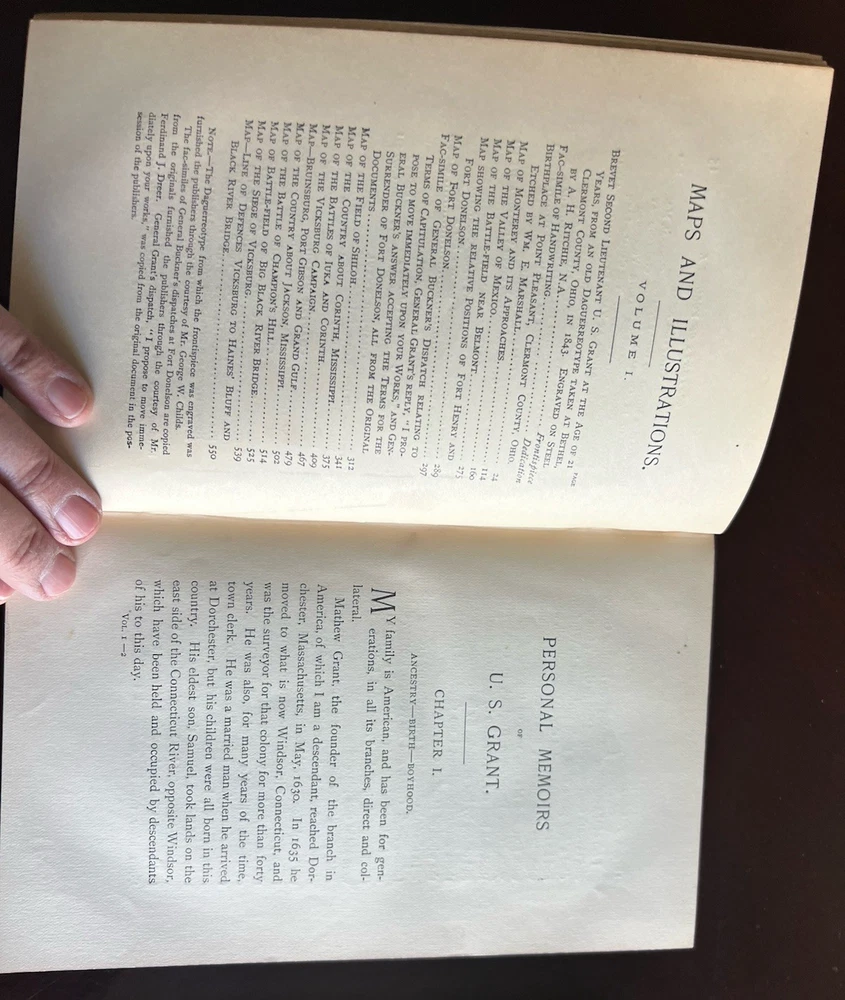 MAPS AND ILLUSTRATIONS.
VOLUME I.
PAGE
BREVET SECOND LIEUTENANT U. S. GRANT AT THE AGE OF 21
YEARS, FROM AN OLD DAGUERREOTYPE TAKEN AT BETHEL,
CLERMONT COUNTY, OHIO, IN 1843. ENGRAVED ON STEEL
BY A. H. RITCHIE, N.A. Frontispiece
FAC-SIMILE OF HANDWRITING. Dedication
BIRTHPLACE AT POINT PLEASANT, CLERMONT COUNTY, OHIO.
ETCHED BY WM. E. MARSHALL. 24
MAP OF MONTEREY AND ITS APPROACHES. 114
MAP OF THE VALLEY OF MEXICO. 160
MAP OF THE BATTLE-FIELD NEAR BELMONT. 273
MAP SHOWING THE RELATIVE POSITIONS OF FORT HENRY AND
FORT DONELSON. 289
MAP OF FORT DONELSON. 297
FAC-SIMILE OF GENERAL BUCKNER'S DISPATCH RELATING TO
TERMS OF CAPITULATION, GENERAL GRANT'S REPLY, "I PRO-
POSE TO MOVE IMMEDIATELY UPON YOUR WORKS," AND GEN-
ERAL BUCKNER'S ANSWER ACCEPTING THE TERMS FOR THE
SURRENDER OF FORT DONELSON, ALL FROM THE ORIGINAL
DOCUMENTS. 312
MAP OF THE FIELD OF SHILOH. 341
MAP OF THE COUNTRY ABOUT CORINTH, MISSISSIPPI. 375
MAP OF THE BATTLES OF IUKA AND CORINTH. 409
MAP OF THE VICKSBURG CAMPAIGN. 467
MAP—BRUINSBURG, PORT GIBSON AND GRAND GULF. 479
MAP OF THE COUNTRY ABOUT JACKSON, MISSISSIPPI. 502
MAP OF THE BATTLE OF CHAMPION'S HILL. 514
MAP OF BATTLE-FIELD OF BIG BLACK RIVER BRIDGE. 525
MAP OF THE SIEGE OF VICKSBURG. 539
MAP—LINE OF DEFENCES VICKSBURG TO HAINES' BLUFF AND
BLACK RIVER BRIDGE. 550
NOTE—The Daguerreotype from which the frontispiece was engraved was
furnished the publishers through the courtesy of Mr. George W. Childs.
The fac-similes of General Buckner's dispatches at Fort Donelson are copied
from the originals furnished the publishers through the courtesy of Mr.
Ferdinand J. Dreer. General Grant's dispatch, "I propose to move imme-
diately upon your works," was copied from the original document in the pos-
session of the publishers.
PERSONAL MEMOIRS
OF
U. S. GRANT.
CHAPTER I.
ANCESTRY—BIRTH—BOYHOOD.
MY family is American, and has been for gen-
erations, in all its branches, direct and col-
lateral.
Mathew Grant, the founder of the branch in
America, of which I am a descendant, reached Dor-
chester, Massachusetts, in May, 1630. In 1635 he
moved to what is now Windsor, Connecticut, and
was the surveyor for that colony for more than forty
years. He was also, for many years of the time,
town clerk. He was a married man when he arrived
at Dorchester, but his children were all born in this
country. His eldest son, Samuel, took lands on the
east side of the Connecticut River, opposite Windsor,
which have been held and occupied by descendants
of his to this day.
VOL. I—2